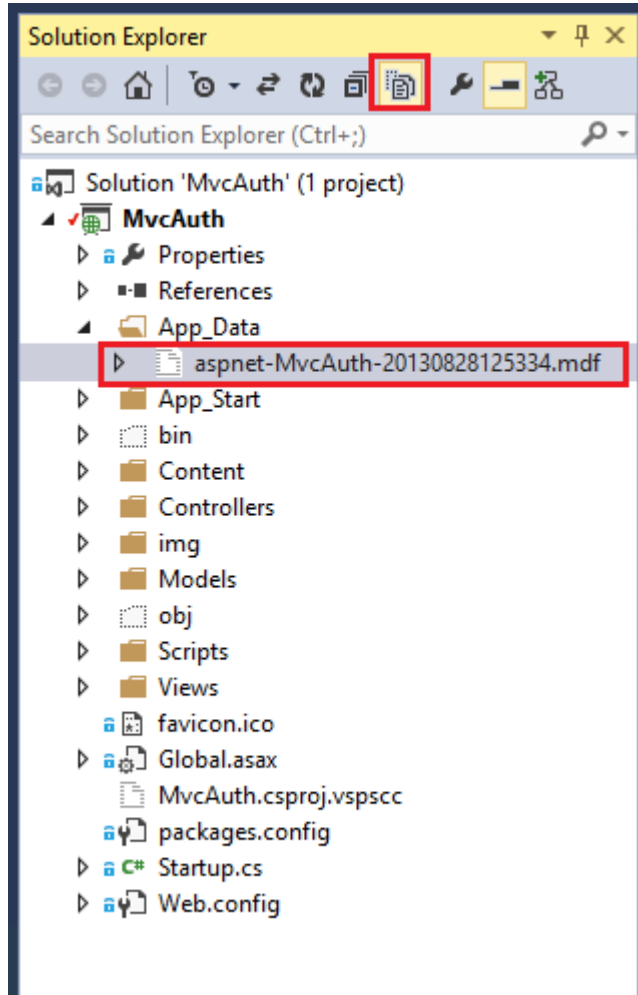 Solution Explorer
Search Solution Explorer (Ctrl+;)
Solution 'MvcAuth' (1 project)
MvcAuth
Properties
References
App_Data
aspnet-MvcAuth-20130828125334.mdf
App_Start
bin
Content
Controllers
img
Models
obj
Scripts
Views
favicon.ico
Global.asax
MvcAuth.csproj.vspscc
packages.config
C# Startup.cs
Web.config